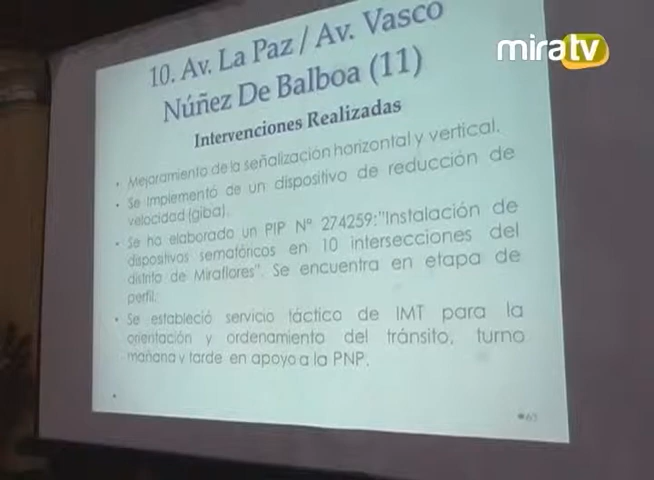 miratv
10. Av. La Paz / Av. Vasco
Núñez De Balboa (11)
Intervenciones Realizadas
• Mejoramiento de la señalización horizontal y vertical.
• Se Implementó de un dispositivo de reducción de
velocidad (giba).
• Se ha elaborado un PIP Nº 274259:"Instalación de
dispositivos semafóricos en 10 intersecciones del
distrito de Miraflores". Se encuentra en etapa de
perfil.
• Se estableció servicio táctico de IMT para la
orientación y ordenamiento del tránsito, turno
mañana y tarde en apoyo a la PNP.